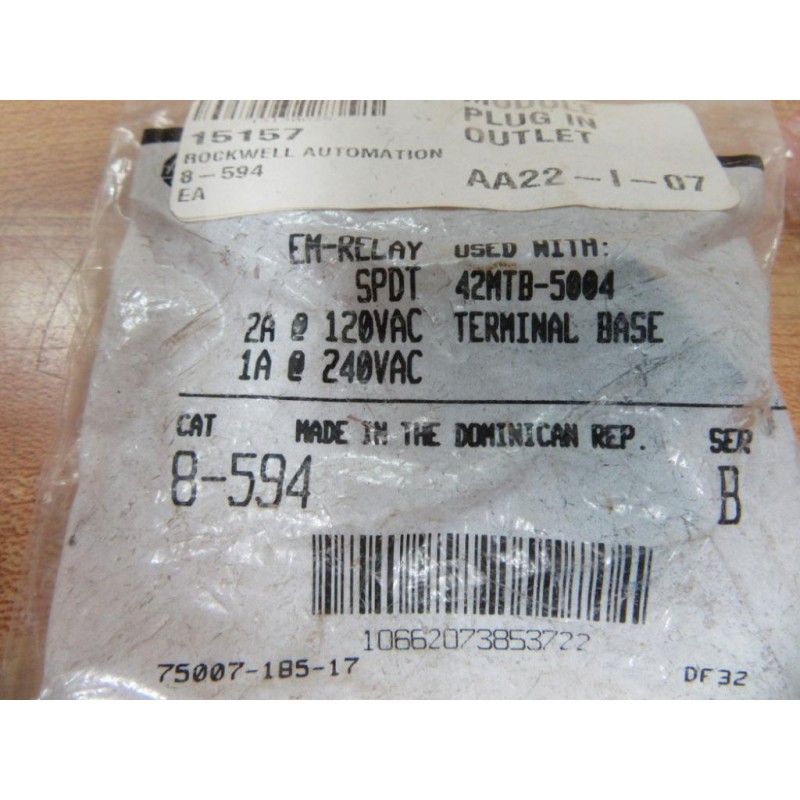 MODULE
PLUG IN
OUTLET
15157
ROCKWELL AUTOMATION
8-594
EA
AA22-1-07
EM-RELAY USED WITH:
SPDT 42MTB-5004
2A @ 120VAC TERMINAL BASE
1A @ 240VAC
CAT MADE IN THE DOMINICAN REP. SER
8-594 B
10662073853722
75007-185-17 DF32